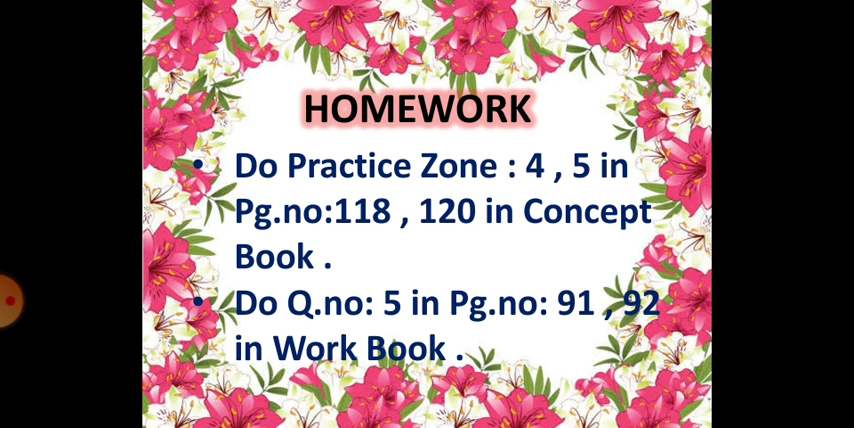 HOMEWORK
• Do Practice Zone : 4 , 5 in
Pg.no:118 , 120 in Concept
Book .
• Do Q.no: 5 in Pg.no: 91 , 92
in Work Book .